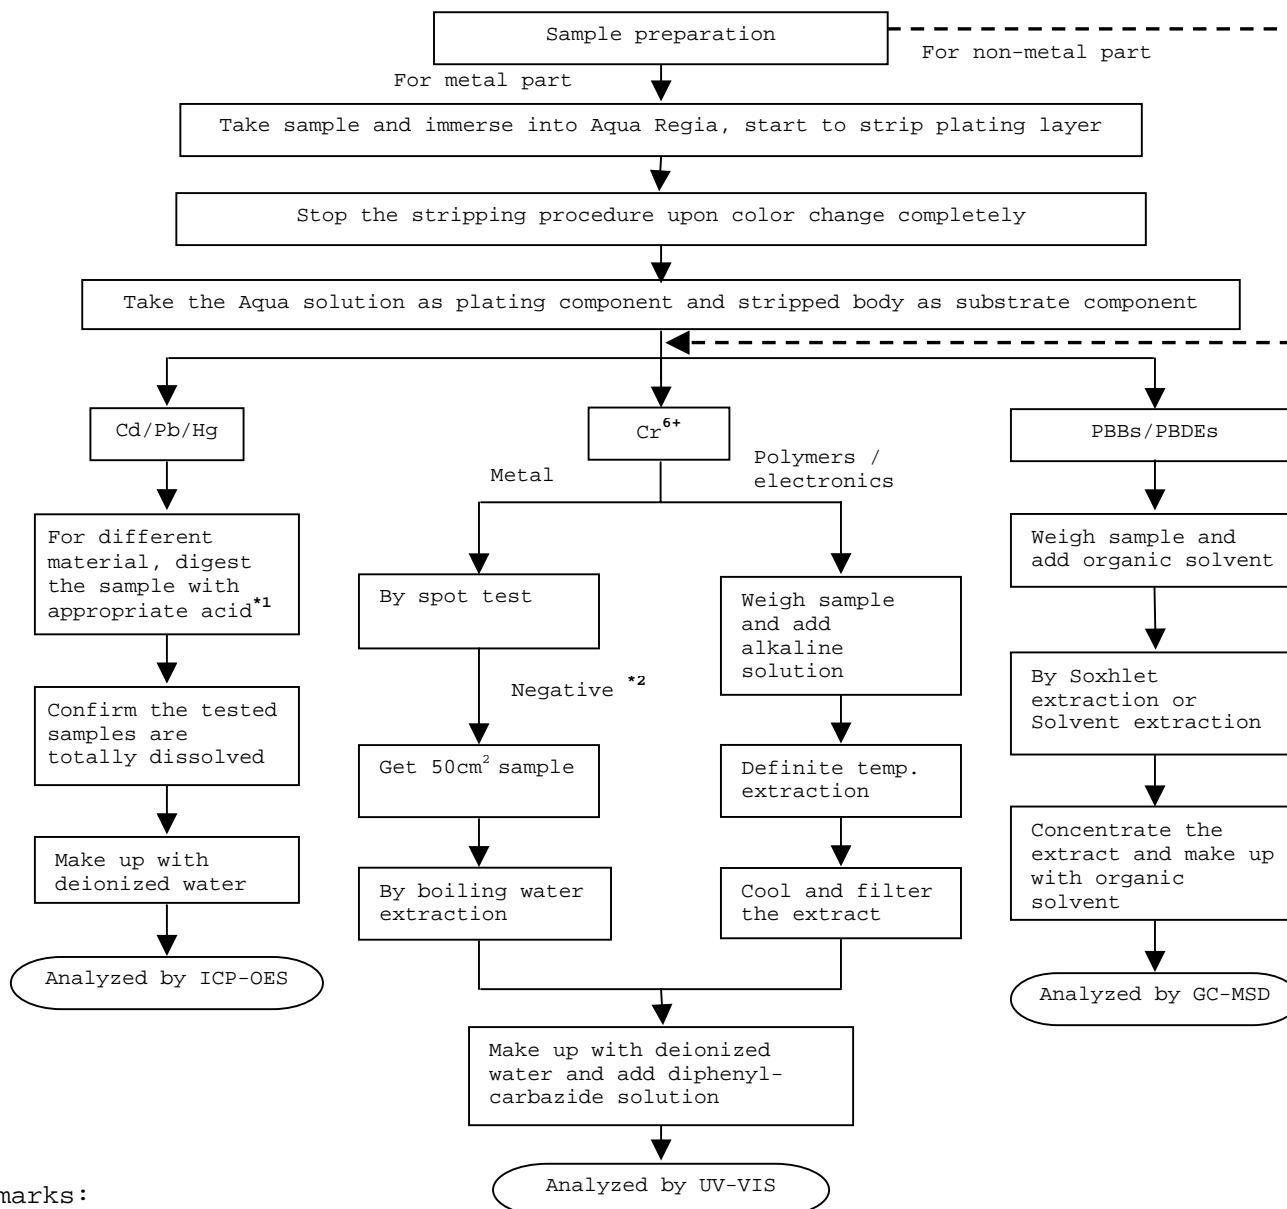 Sample preparation
For non-metal part
For metal part
Take sample and immerse into Aqua Regia, start to strip plating layer
Stop the stripping procedure upon color change completely
Take the Aqua solution as plating component and stripped body as substrate component
Cd/Pb/Hg
Cr6+
PBBs/PBDEs
Metal
Polymers /
electronics
For different
material, digest
the sample with
appropriate acid*1
Confirm the tested
samples are
totally dissolved
Make up with
deionized water
Analyzed by ICP-OES
By spot test
Negative *2
Get 50cm2 sample
By boiling water
extraction
Weigh sample
and add
alkaline
solution
Definite temp.
extraction
Cool and filter
the extract
Make up with deionized
water and add diphenyl-
carbazide solution
Analyzed by UV-VIS
Weigh sample and
add organic solvent
By Soxhlet
extraction or
Solvent extraction
Concentrate the
extract and make up
with organic
solvent
Analyzed by GC-MSD
marks: